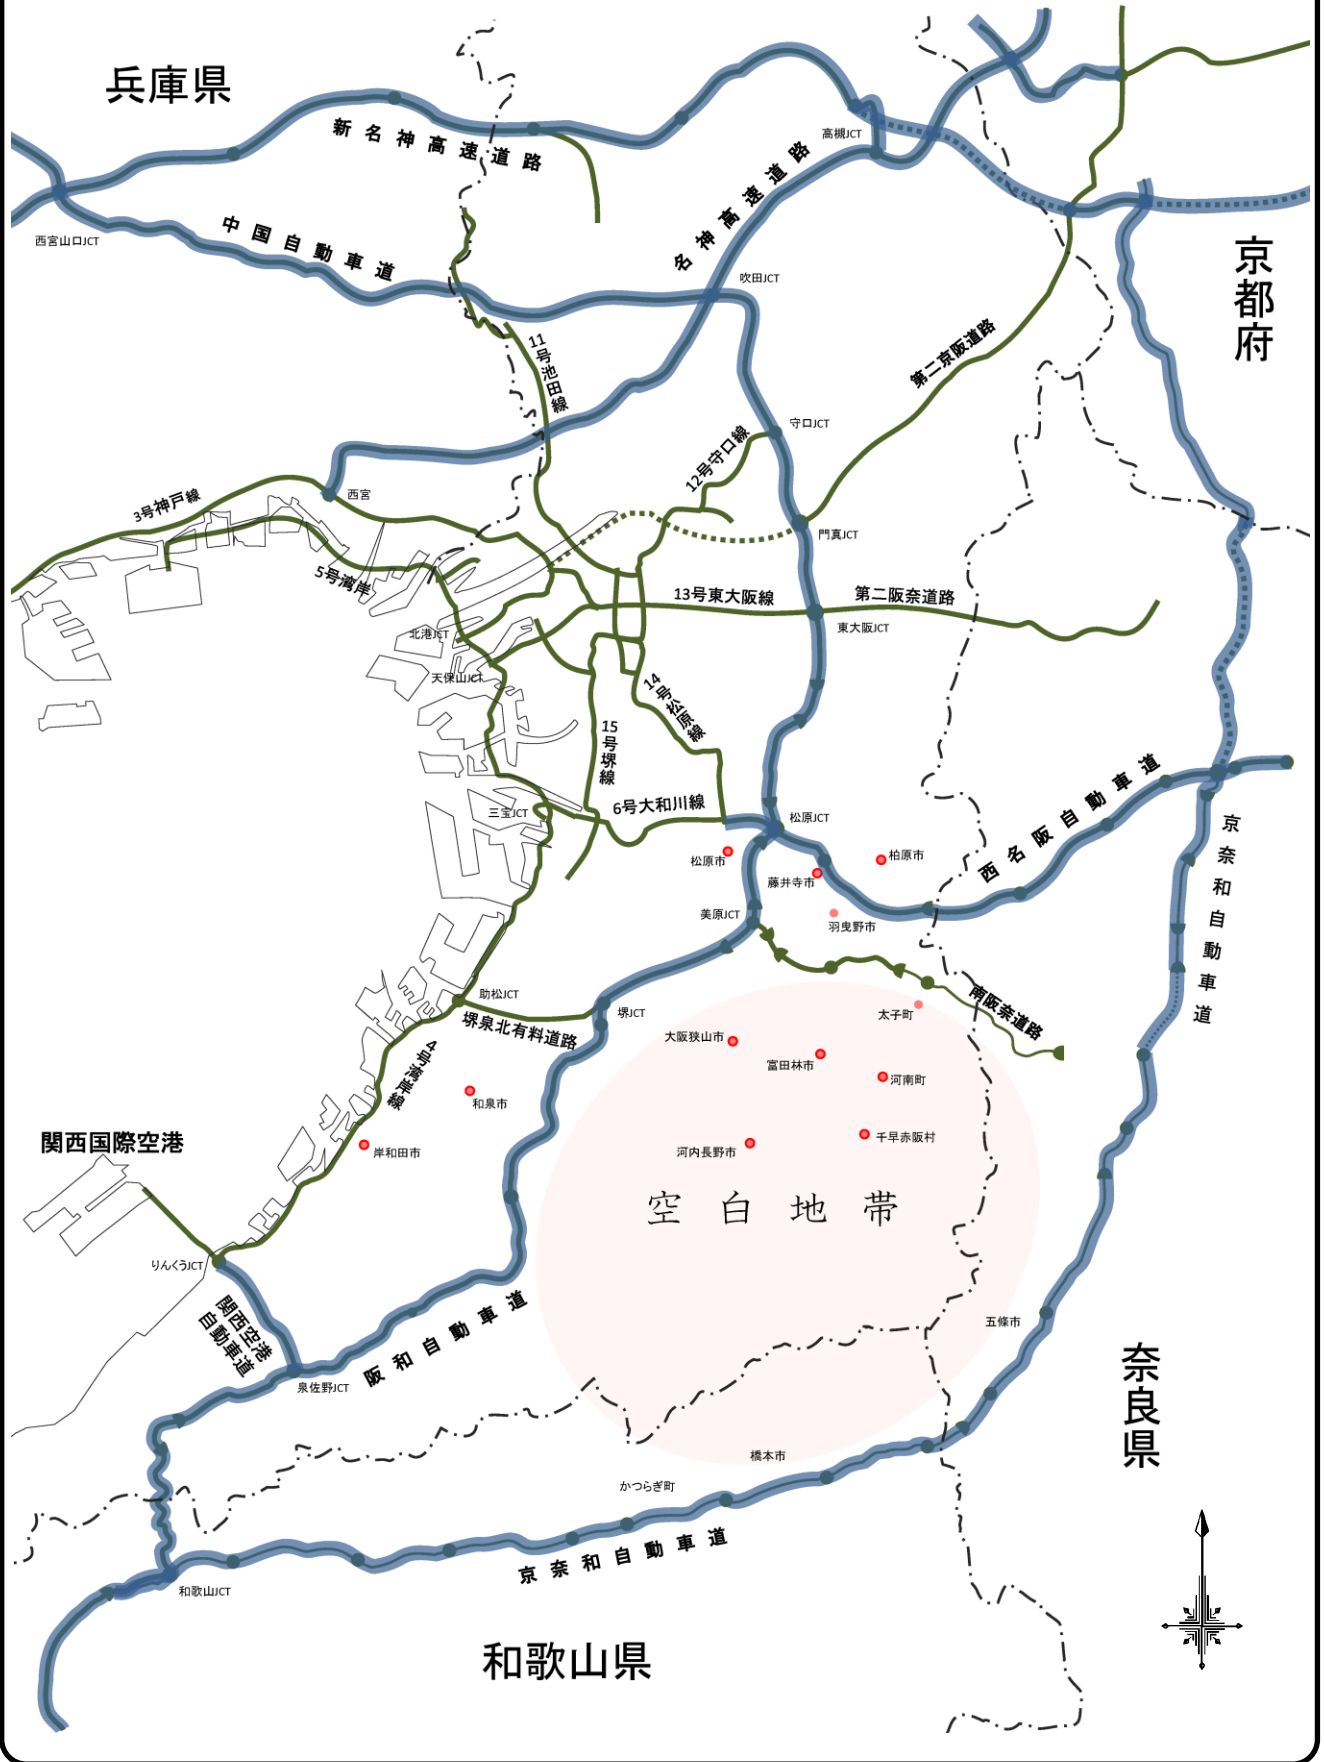 兵庫県
新名神高速道路
高槻JCT
名神高速道路
中国自動車道
西宮山口JCT
京都府
吹田JCT
11号池田線
第二京阪道路
守口JCT
12号守口線
西宮
3号神戸線
門真JCT
5号湾岸
13号東大阪線
第二阪奈道路
東大阪JCT
北港JCT
天保山JCT
14号松原線
15号堺線
西名阪自動車道
6号大和川線
三宝JCT
松原JCT
京奈和自動車道
松原市
柏原市
藤井寺市
美原JCT
羽曳野市
助松JCT
南阪奈道路
太子町
堺JCT
堺泉北有料道路
大阪狭山市
富田林市
河南町
4号湾岸線
和泉市
千早赤阪村
岸和田市
河内長野市
関西国際空港
空白地帯
りんくうJCT
関西空港
自動車道
阪和自動車道
五條市
泉佐野JCT
奈良県
橋本市
かつらぎ町
京奈和自動車道
和歌山JCT
和歌山県